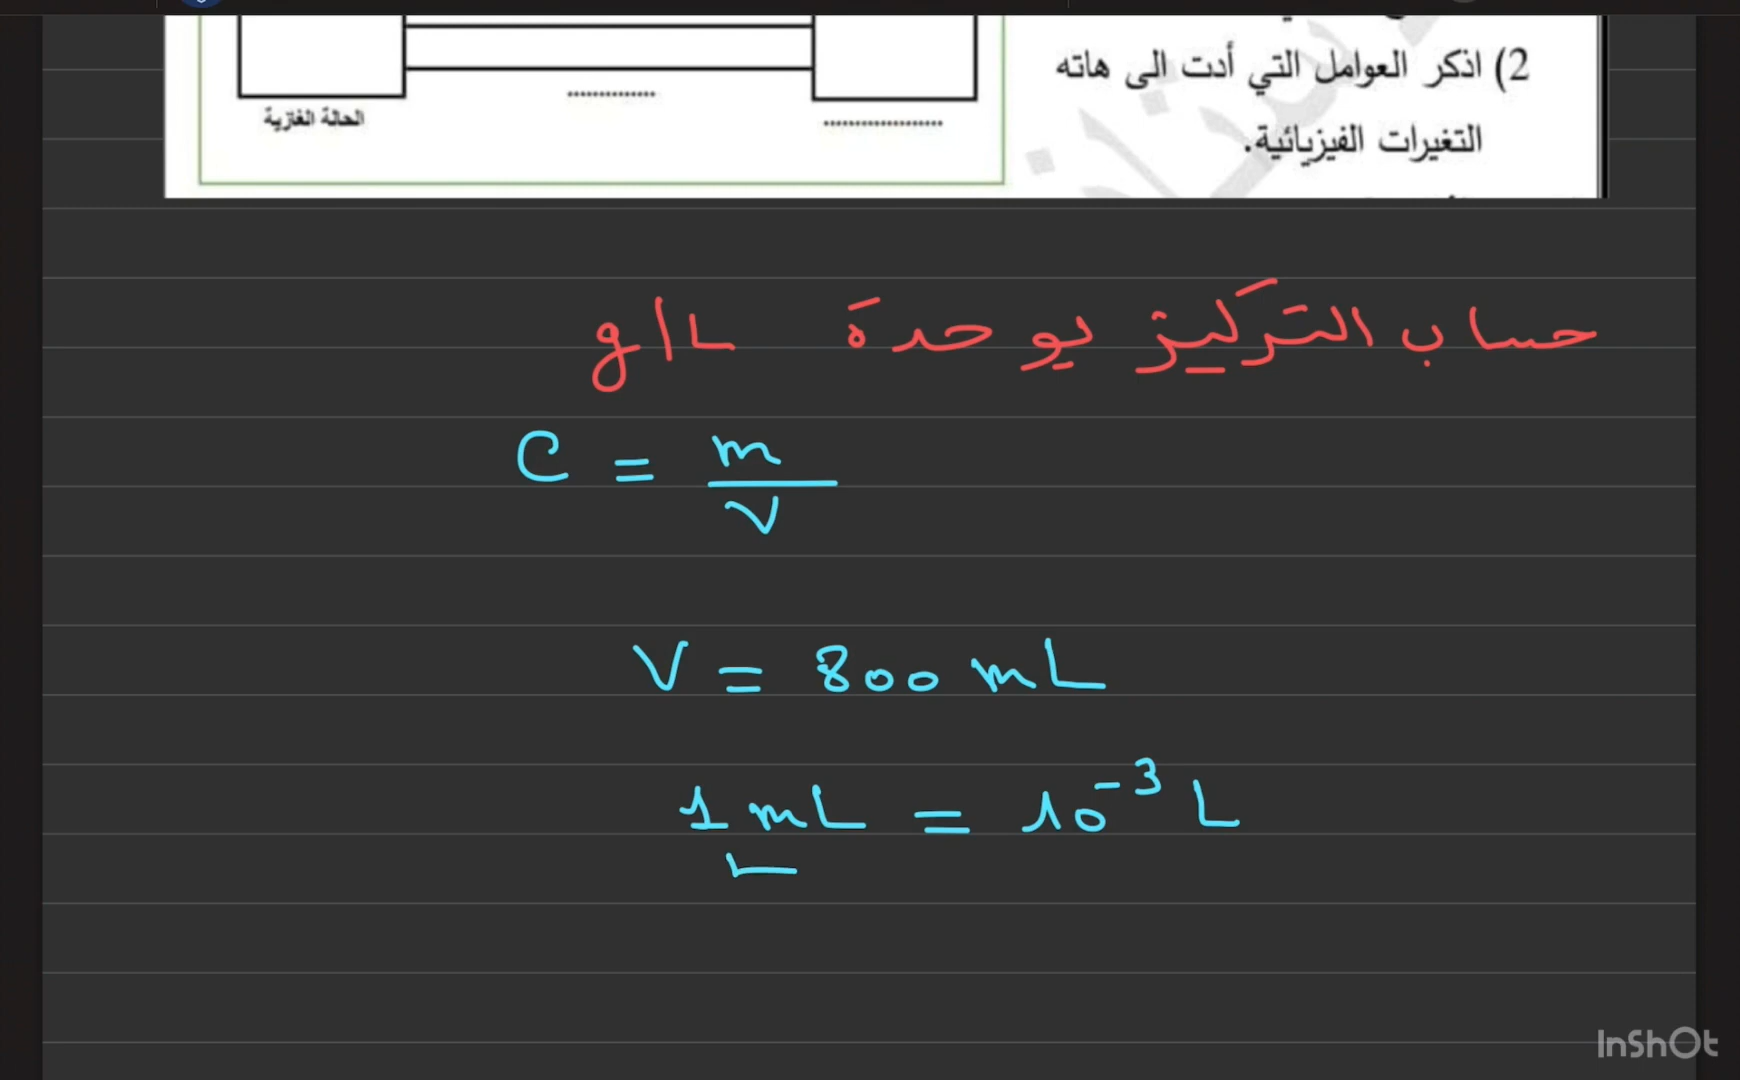 2) اذكر العوامل التي أدت الى هاته
التغيرات الفيزيائية.
..............
الحالة الغازية
...................
حساب التركيز بوحدة g/L
C = m/V
V = 800 mL
1 mL = 10⁻³ L
InShOt